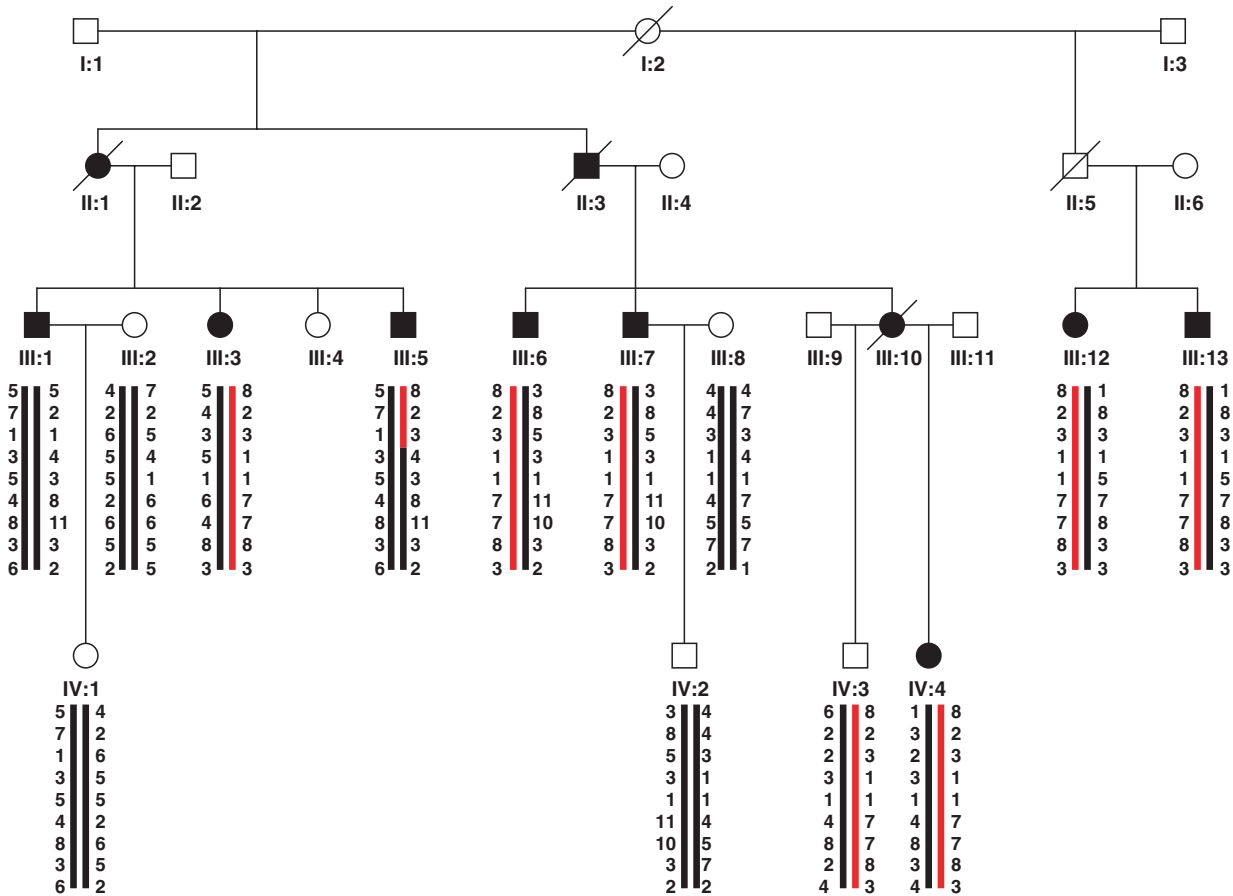 I:1 I:2 I:3
II:1 II:2 II:3 II:4 II:5 II:6
III:1 III:2 III:3 III:4 III:5 III:6 III:7 III:8 III:9 III:10 III:11 III:12 III:13
5 5 4 7 5 8 5 8 8 3 8 3 4 4 8 1 8 1
7 2 2 2 4 2 7 2 2 8 2 8 4 7 2 8 2 8
1 1 6 5 3 3 1 3 3 5 3 5 3 3 3 3 3 3
3 4 5 4 5 1 3 4 1 3 1 3 1 4 1 1 1 1
5 3 5 1 1 1 5 3 1 1 1 1 1 1 1 5 1 5
4 8 2 6 6 7 4 8 7 11 7 11 4 7 7 7 7 7
8 11 6 6 4 7 8 11 7 10 7 10 5 5 7 8 7 8
3 3 5 5 8 8 3 3 8 3 8 3 7 7 8 3 8 3
6 2 2 5 3 3 6 2 3 2 3 2 2 1 3 3 3 3
IV:1 IV:2 IV:3 IV:4
5 4 3 4 6 8 1 8
7 2 8 4 2 2 3 2
1 6 5 3 2 3 2 3
3 5 3 1 3 1 3 1
5 5 1 1 1 1 1 1
4 2 11 4 4 7 4 7
8 6 10 5 8 7 8 7
3 5 3 7 2 8 3 8
6 2 2 2 4 3 4 3